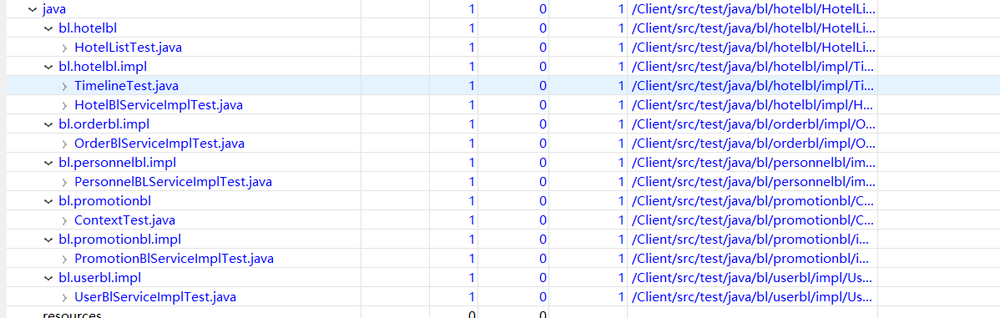 java 1 0 1 /Client/src/test/java/bl/hotelbl/HotelLi...
bl.hotelbl 1 0 1 /Client/src/test/java/bl/hotelbl/HotelLi...
HotelListTest.java 1 0 1 /Client/src/test/java/bl/hotelbl/HotelLi...
bl.hotelbl.impl 1 0 1 /Client/src/test/java/bl/hotelbl/impl/Ti...
TimelineTest.java 1 0 1 /Client/src/test/java/bl/hotelbl/impl/Ti...
HotelBlServiceImplTest.java 1 0 1 /Client/src/test/java/bl/hotelbl/impl/H...
bl.orderbl.impl 1 0 1 /Client/src/test/java/bl/orderbl/impl/O...
OrderBlServiceImplTest.java 1 0 1 /Client/src/test/java/bl/orderbl/impl/O...
bl.personnelbl.impl 1 0 1 /Client/src/test/java/bl/personnelbl/im...
PersonnelBLServiceImplTest.java 1 0 1 /Client/src/test/java/bl/personnelbl/im...
bl.promotionbl 1 0 1 /Client/src/test/java/bl/promotionbl/C...
ContextTest.java 1 0 1 /Client/src/test/java/bl/promotionbl/C...
bl.promotionbl.impl 1 0 1 /Client/src/test/java/bl/promotionbl/i...
PromotionBlServiceImplTest.java 1 0 1 /Client/src/test/java/bl/promotionbl/i...
bl.userbl.impl 1 0 1 /Client/src/test/java/bl/userbl/impl/Us...
UserBlServiceImplTest.java 1 0 1 /Client/src/test/java/bl/userbl/impl/Us...
resources 0 0